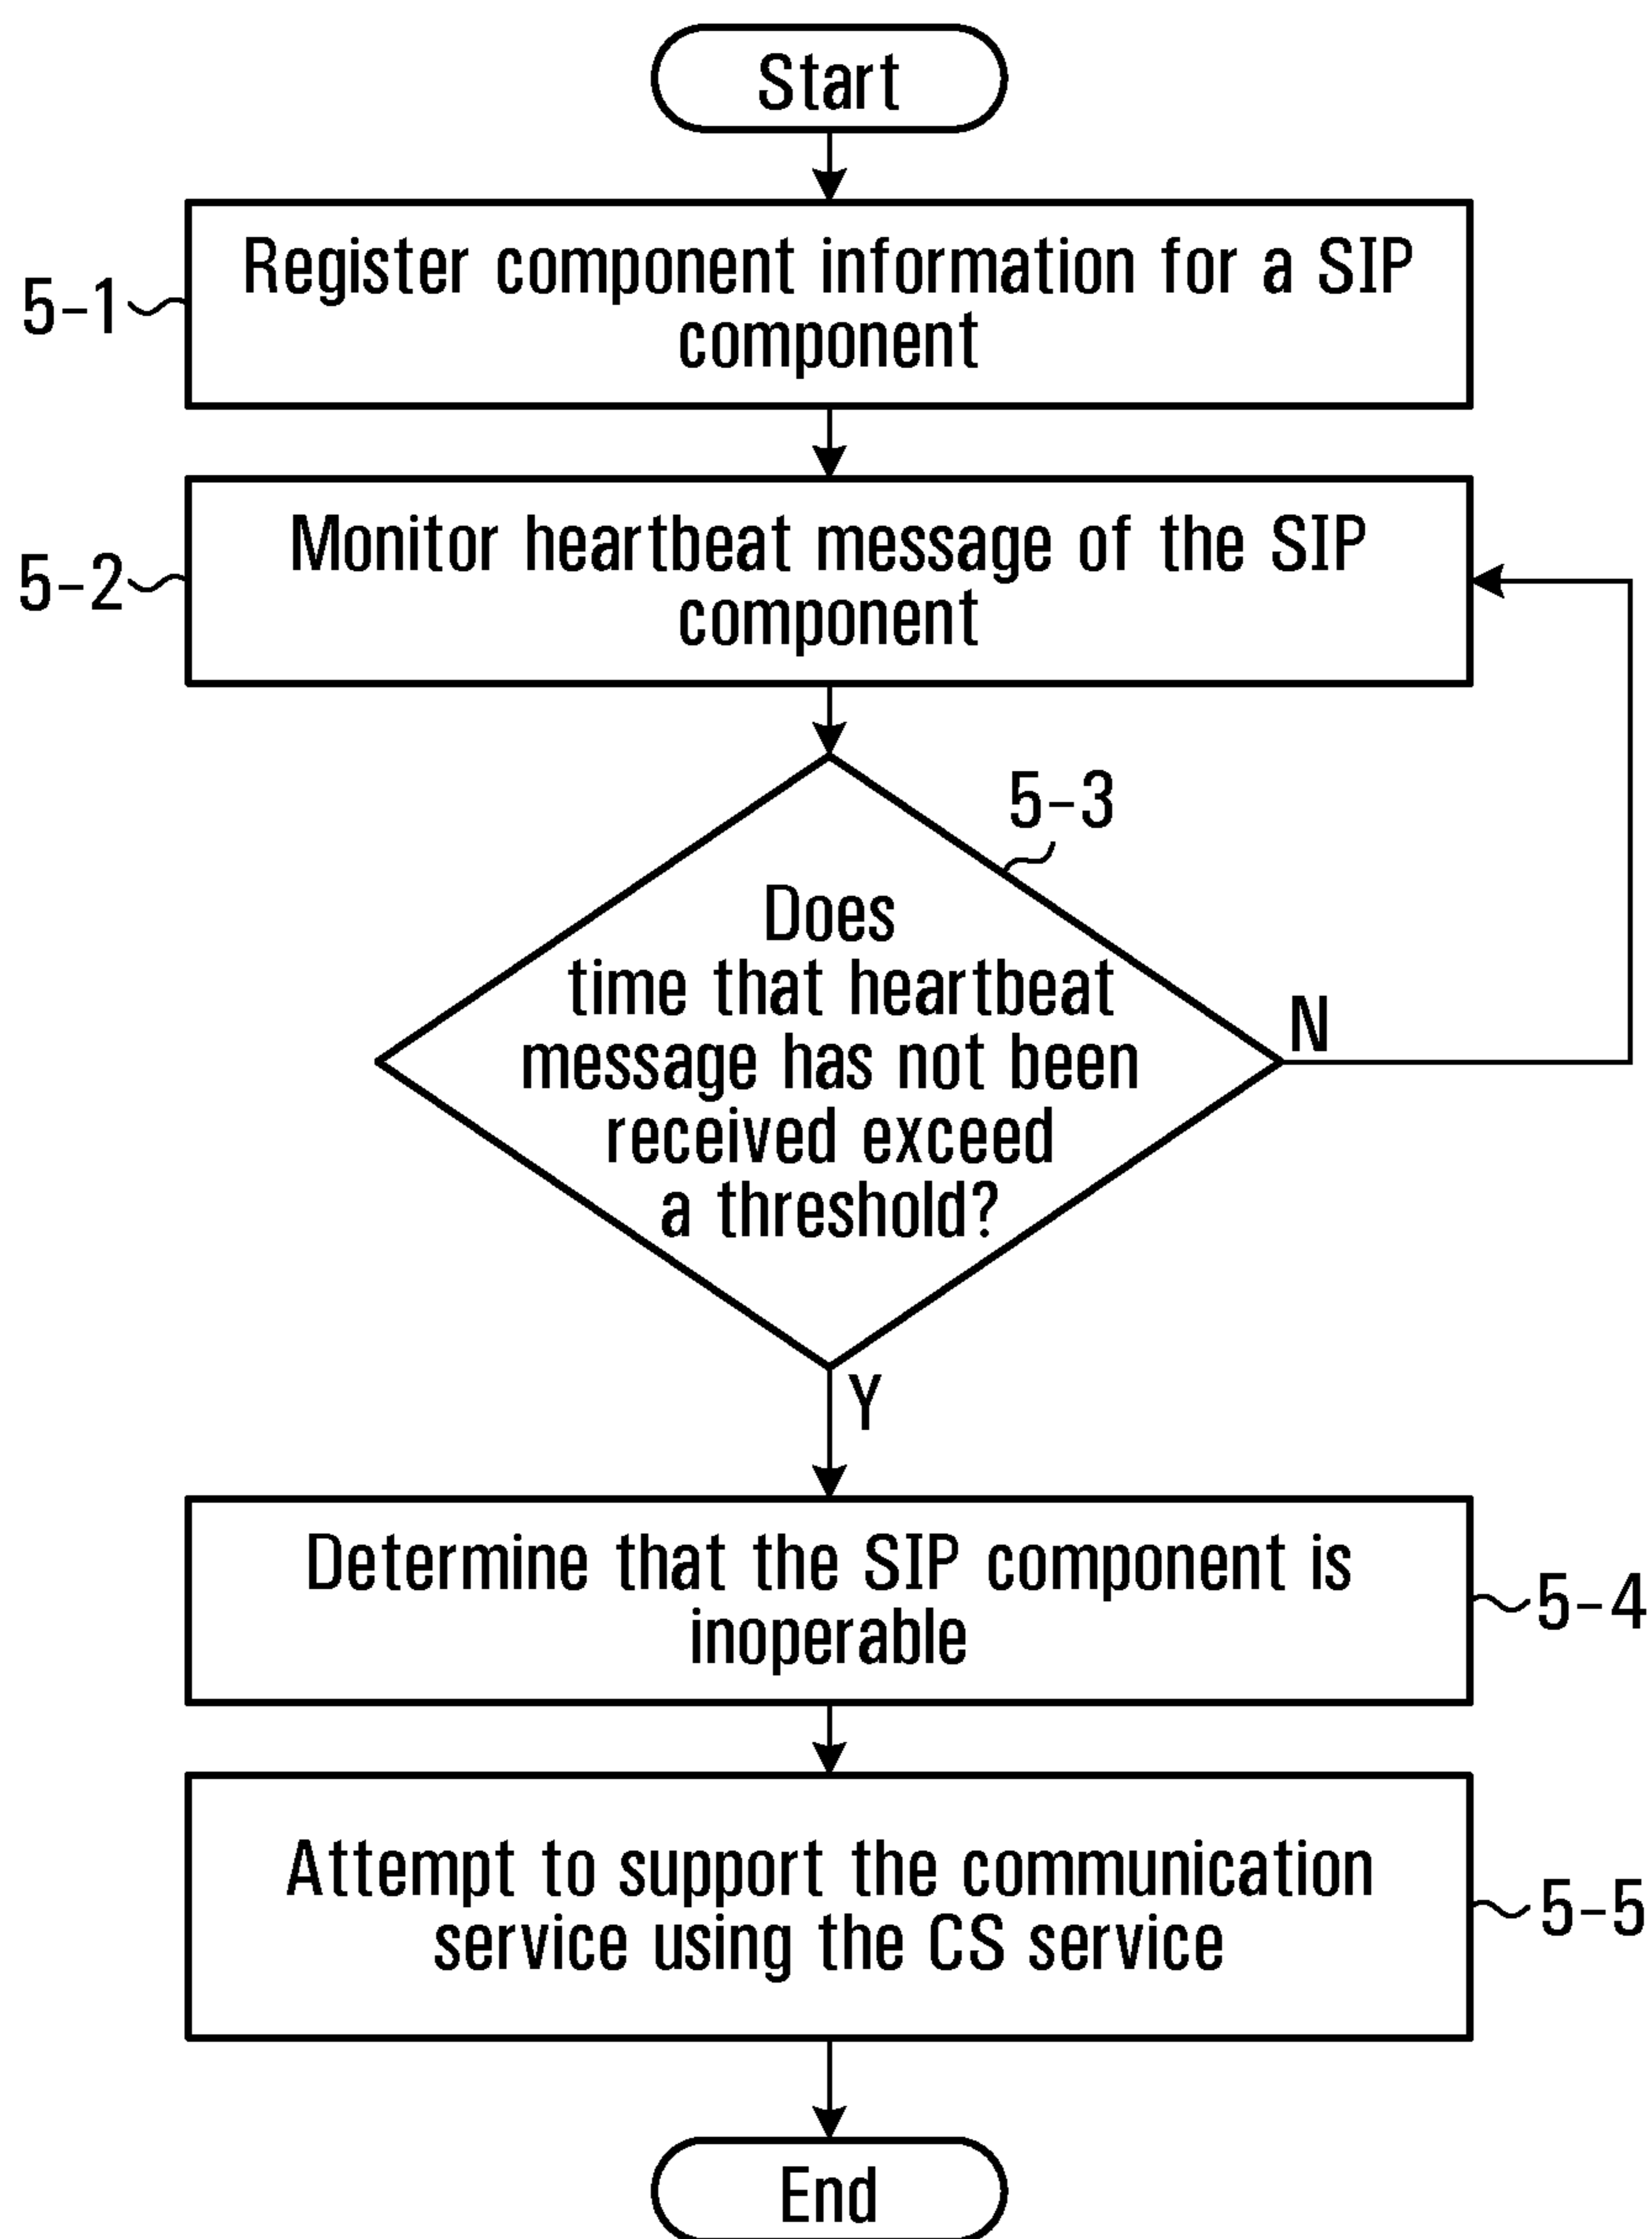 Start
5-1
Register component information for a SIP
component
5-2
Monitor heartbeat message of the SIP
component
5-3
Does
time that heartbeat
message has not been
received exceed
a threshold?
N
Y
Determine that the SIP component is
inoperable
5-4
Attempt to support the communication
service using the CS service
5-5
End